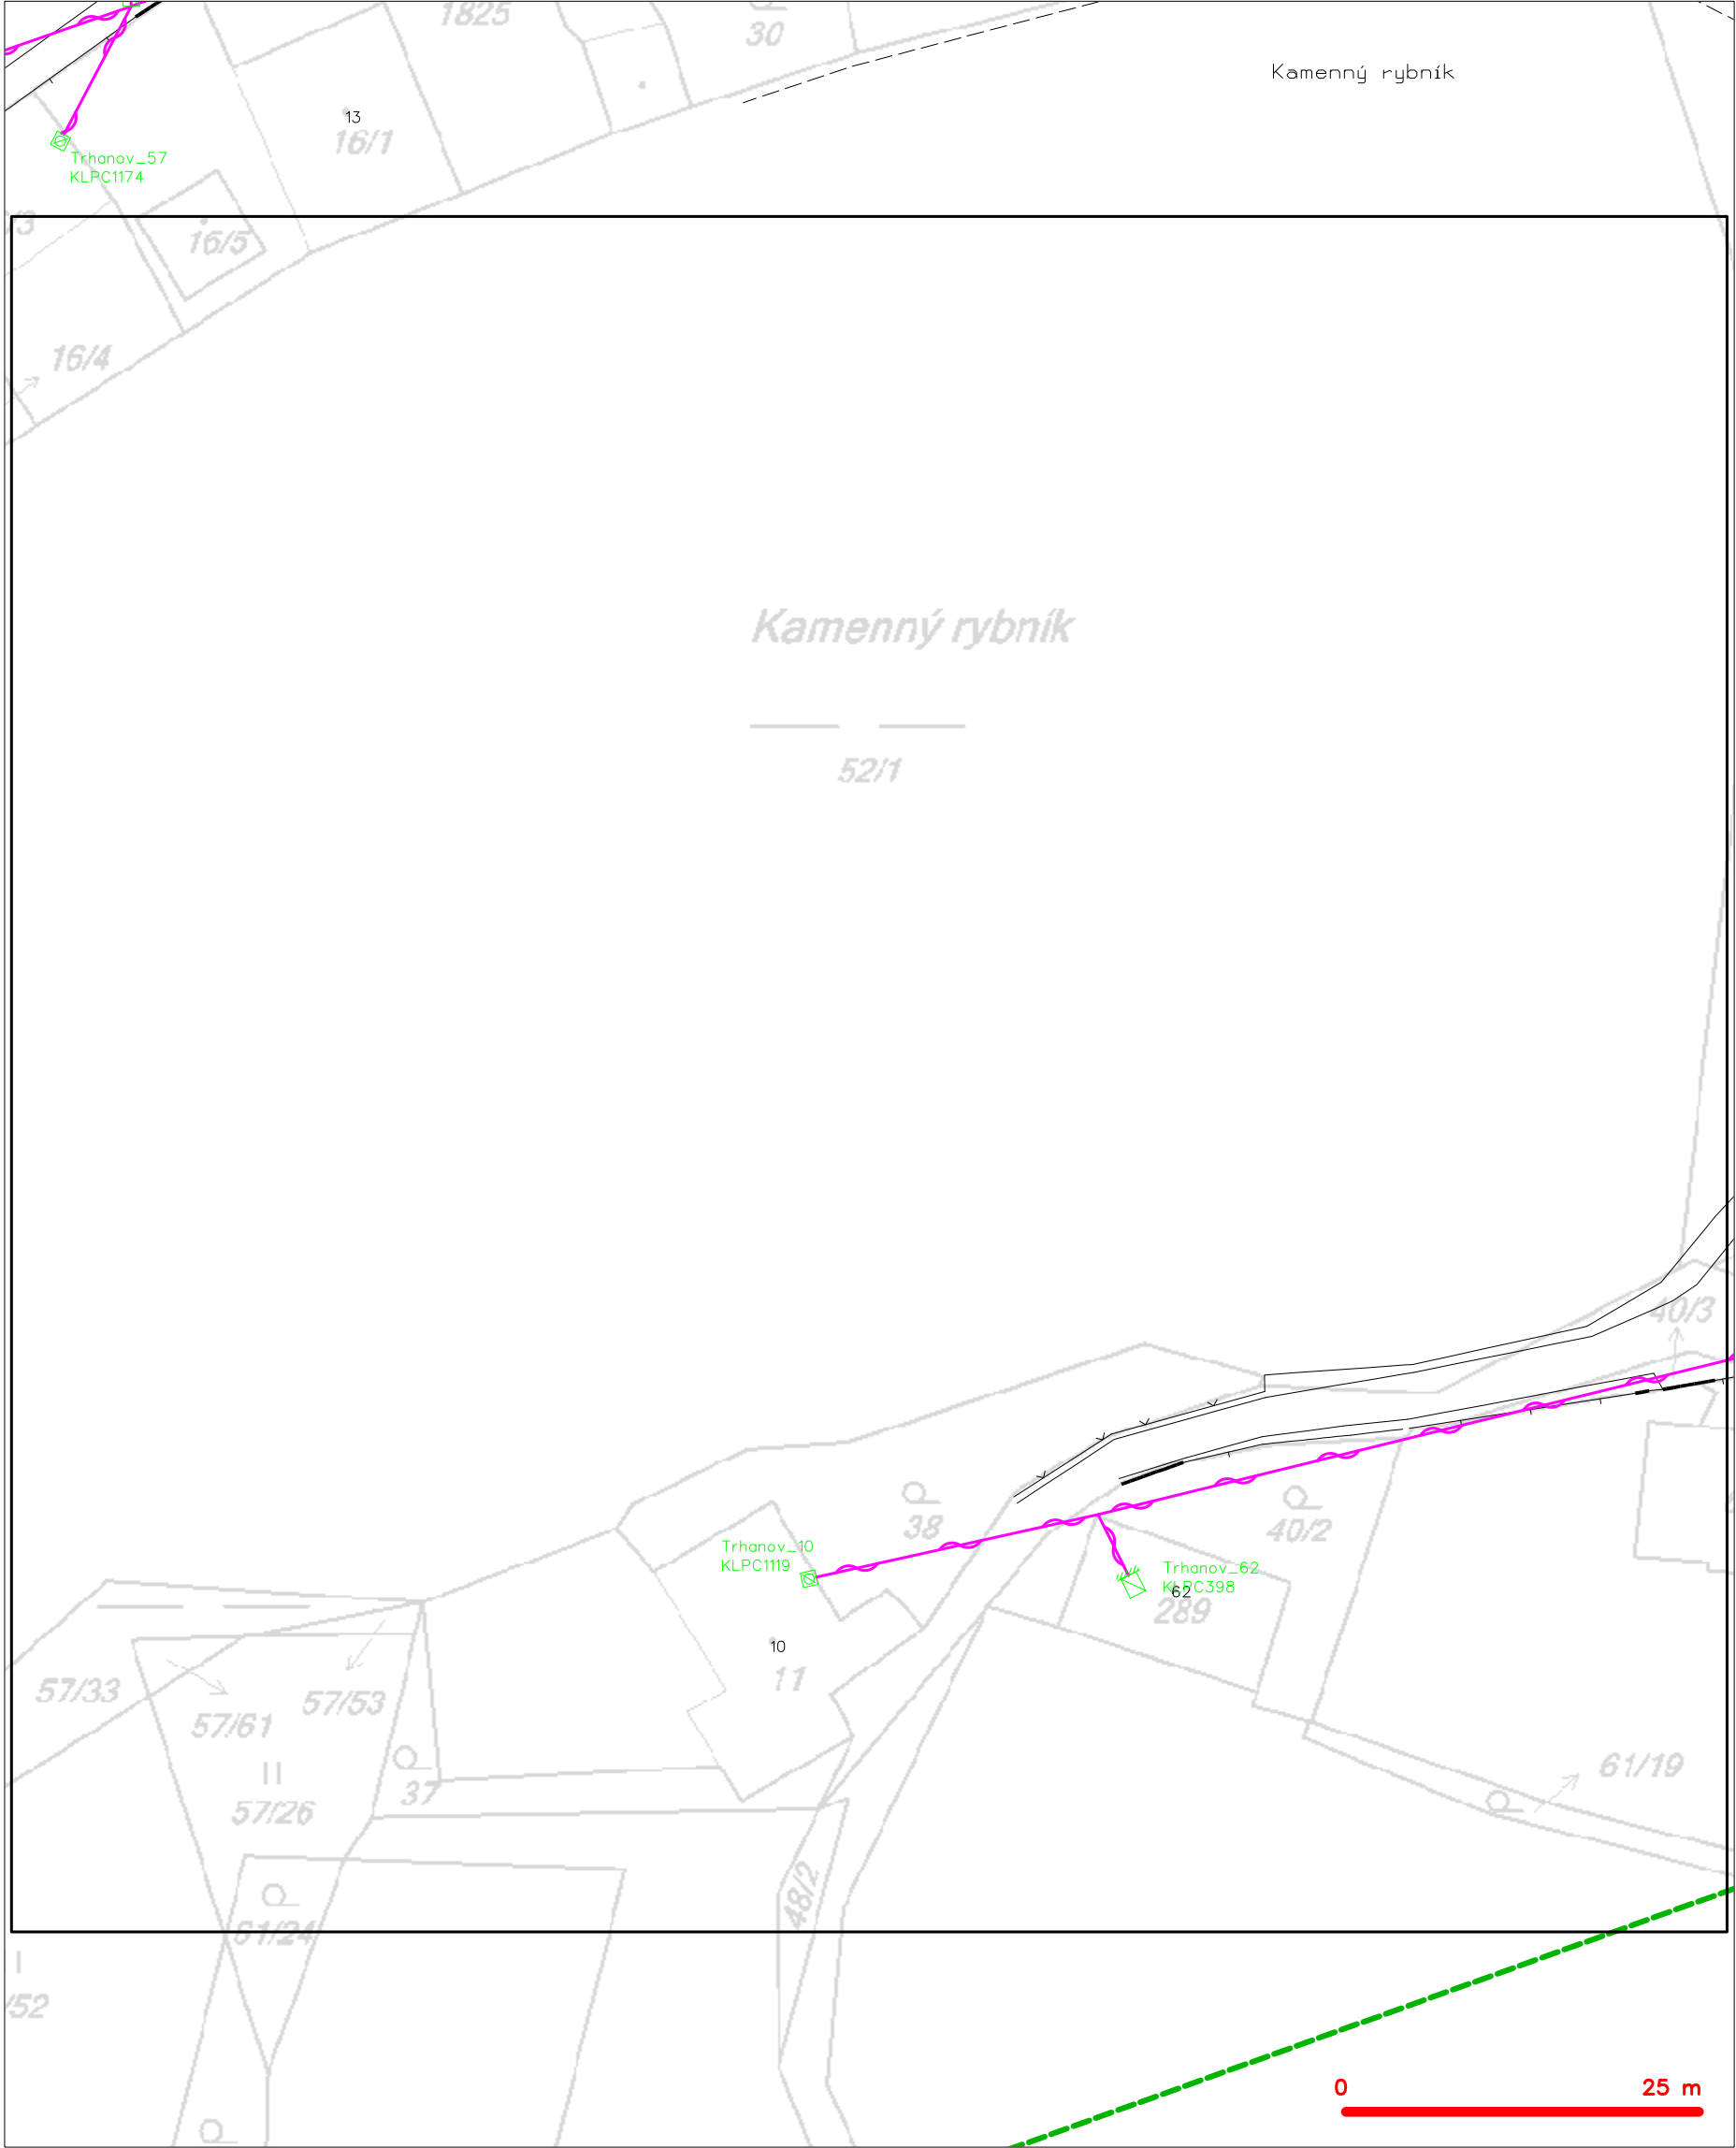 1825
30
Kamenný rybník
13
16/1
Trhanov_57
KLPC1174
/3
16/5
16/4
Kamenný rybník
52/1
40/3
38
40/2
Trhanov_10
KLPC1119
Trhanov_62
KLPC398
62
289
10
11
57/33
57/53
57/61
61/19
37
57/26
48/2
61/24
/52
0 25 m